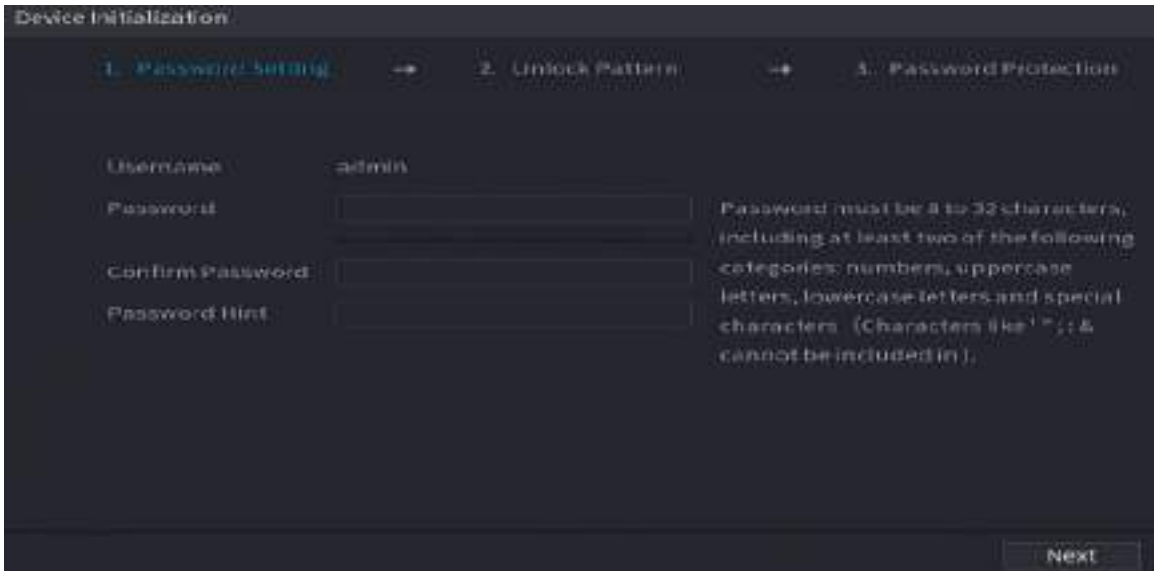 Device Initialization
1. Password Setting → 2. Unlock Pattern → 3. Password Protection
Username admin
Password
Confirm Password
Password Hint
Password must be 8 to 32 characters,
including at least two of the following
categories: numbers, uppercase
letters, lowercase letters and special
characters (Characters like ' " ; : &
cannot be included in ).
Next